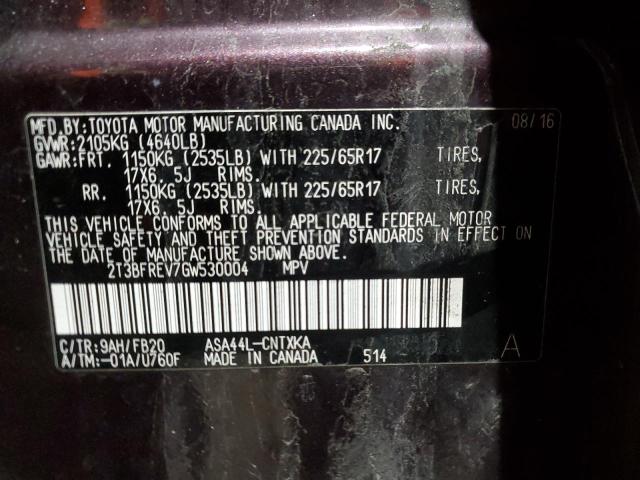 MFD.BY:TOYOTA MOTOR MANUFACTURING CANADA INC. 08/16
GVWR:2105KG (4640LB)
GAWR:FRT. 1150KG (2535LB) WITH 225/65R17 TIRES,
17X6.5J RIMS.
RR. 1150KG (2535LB) WITH 225/65R17 TIRES,
17X6.5J RIMS.
THIS VEHICLE CONFORMS TO ALL APPLICABLE FEDERAL MOTOR
VEHICLE SAFETY AND THEFT PREVENTION STANDARDS IN EFFECT ON
THE DATE OF MANUFACTURE SHOWN ABOVE.
2T3BFREV7GW530004 MPV
C/TR:9AH/FB20 ASA44L-CNTXKA
A/TM:-01A/U760F MADE IN CANADA 514 A